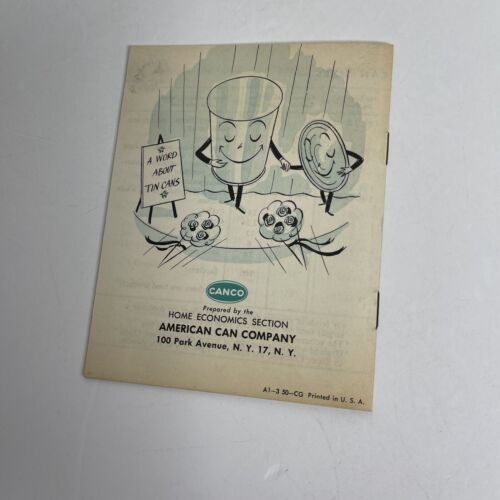 A WORD
ABOUT
TIN CANS
CANCO
Prepared by the
HOME ECONOMICS SECTION
AMERICAN CAN COMPANY
100 Park Avenue, N. Y. 17, N. Y.
A1—3 50—CG Printed in U. S. A.